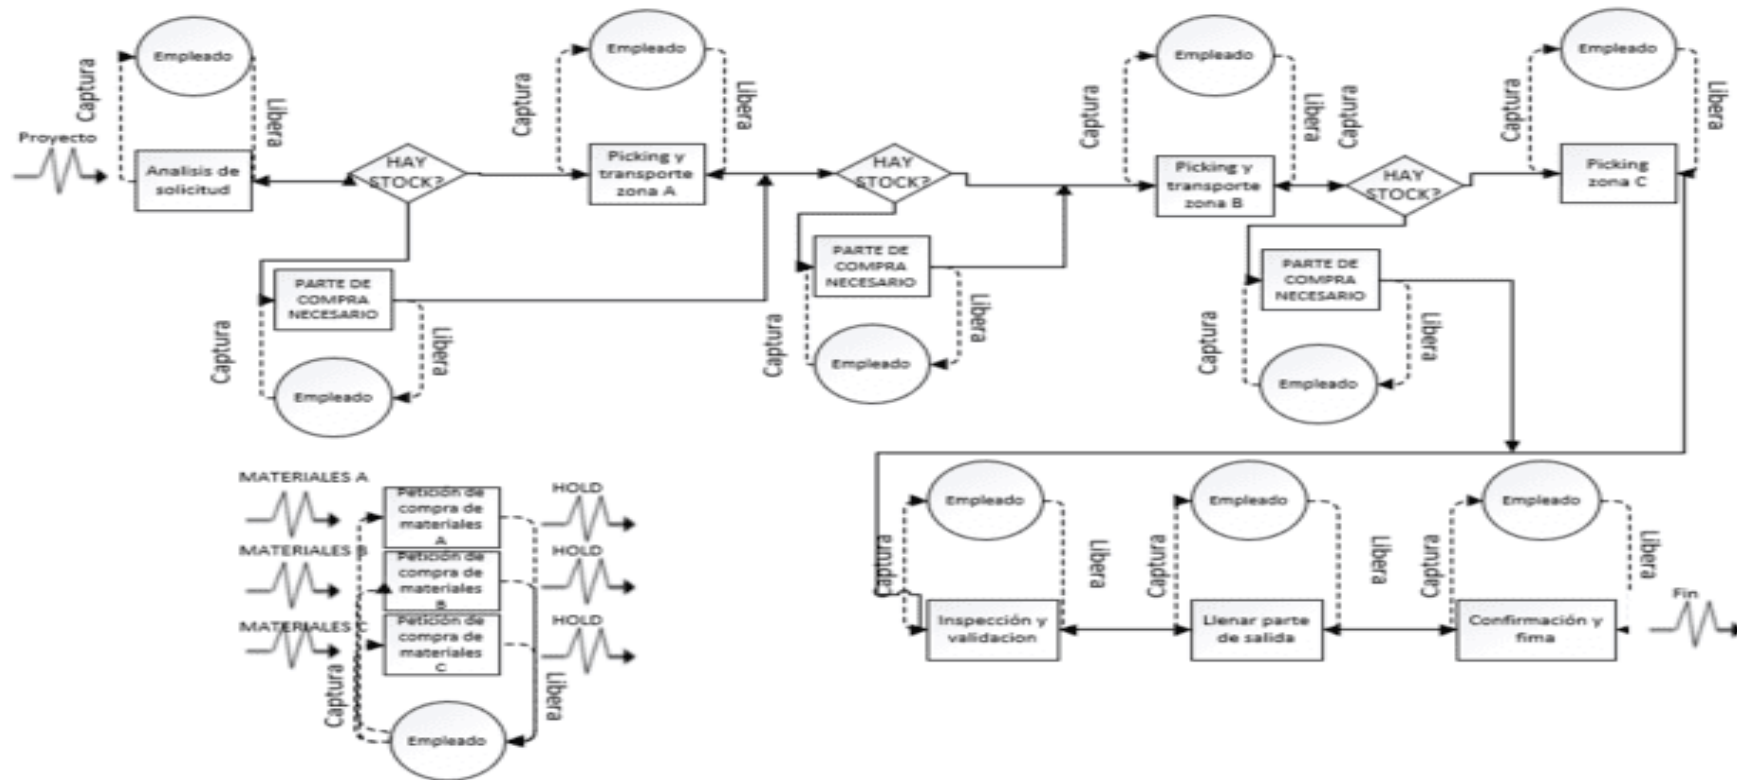 Empleado
Empleado
Empleado
Empleado
Captura
Libera
Captura
Libera
Captura
Libera
Captura
Captura
Libera
Proyecto
Analisis de
solicitud
HAY
STOCK?
Picking y
transporte
zona A
HAY
STOCK?
Picking y
transporte
zona B
HAY
STOCK?
Picking
zona C
PARTE DE
COMPRA
NECESARIO
Captura
Libera
Empleado
PARTE DE
COMPRA
NECESARIO
Captura
Libera
Empleado
PARTE DE
COMPRA
NECESARIO
Captura
Libera
Empleado
MATERIALES A
Petición de
compra de
materiales
A
HOLD
MATERIALES B
Petición de
compra de
materiales
B
HOLD
MATERIALES C
Petición de
compra de
materiales
C
HOLD
Captura
Libera
Empleado
Empleado
Empleado
Empleado
Captura
Libera
Captura
Libera
Captura
Libera
Inspección y
validacion
Llenar parte
de salida
Confirmación y
fima
Fin